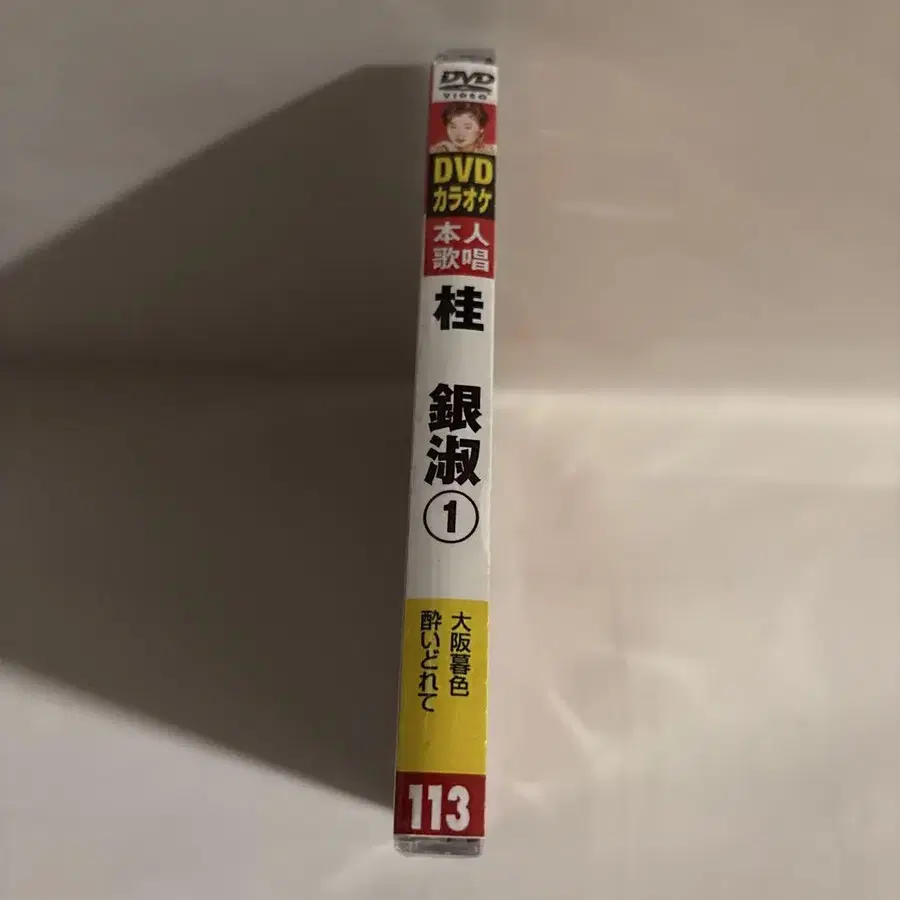 DVD
VIDEO
DVD
カラオケ
本人
歌唱
桂 銀淑①
大阪暮色
酔いどれて
113